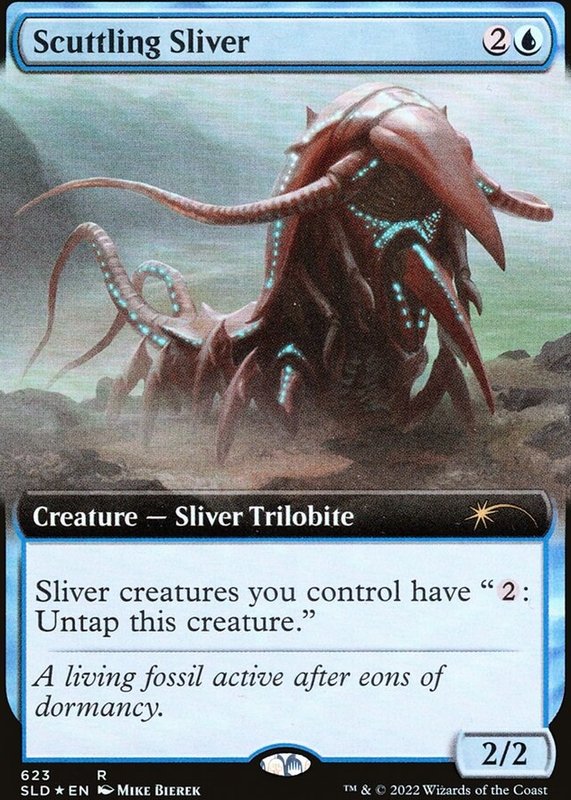 Scuttling Sliver 2
Creature — Sliver Trilobite
Sliver creatures you control have “2:
Untap this creature.”
A living fossil active after eons of
dormancy.
2/2
623 R
SLD ★ EN Mike Bierek
™ & © 2022 Wizards of the Coast